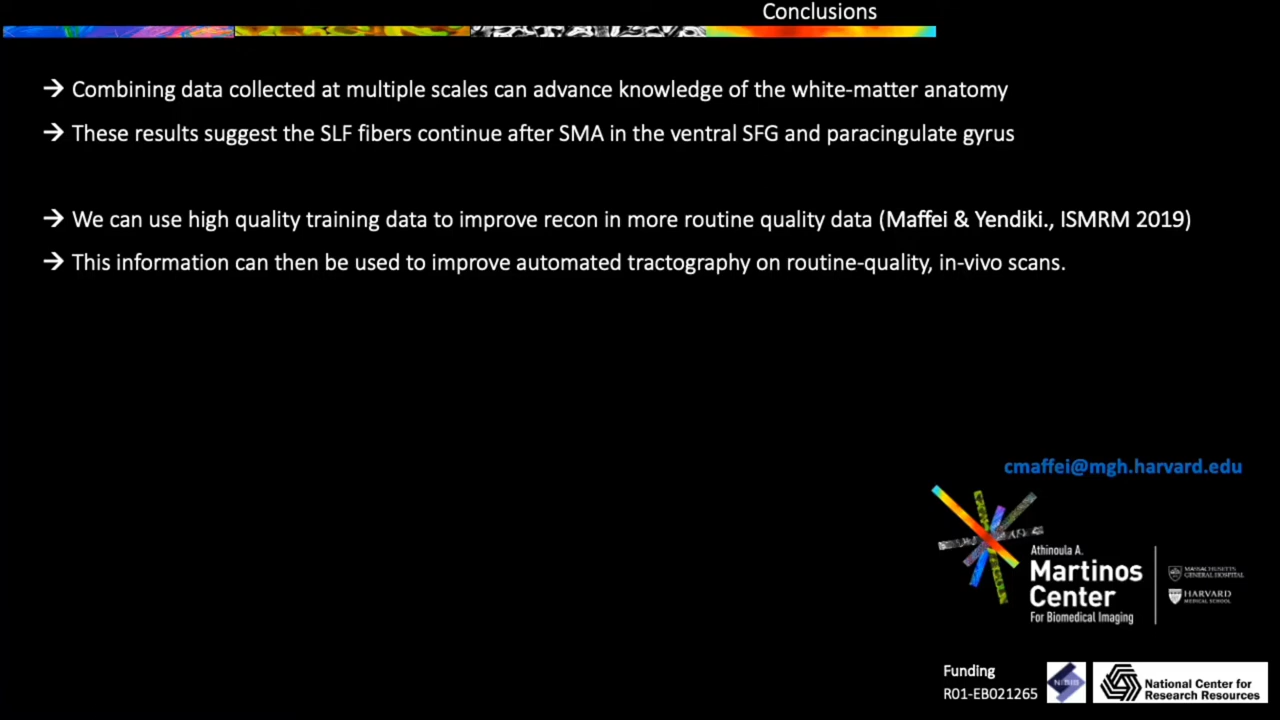 Conclusions
→ Combining data collected at multiple scales can advance knowledge of the white-matter anatomy
→ These results suggest the SLF fibers continue after SMA in the ventral SFG and paracingulate gyrus
→ We can use high quality training data to improve recon in more routine quality data (Maffei & Yendiki., ISMRM 2019)
→ This information can then be used to improve automated tractography on routine-quality, in-vivo scans.
cmaffei@mgh.harvard.edu
Athinoula A.
Martinos
Center
For Biomedical Imaging
MASSACHUSETTS
GENERAL HOSPITAL
HARVARD
MEDICAL SCHOOL
Funding
R01-EB021265
National Center for
Research Resources